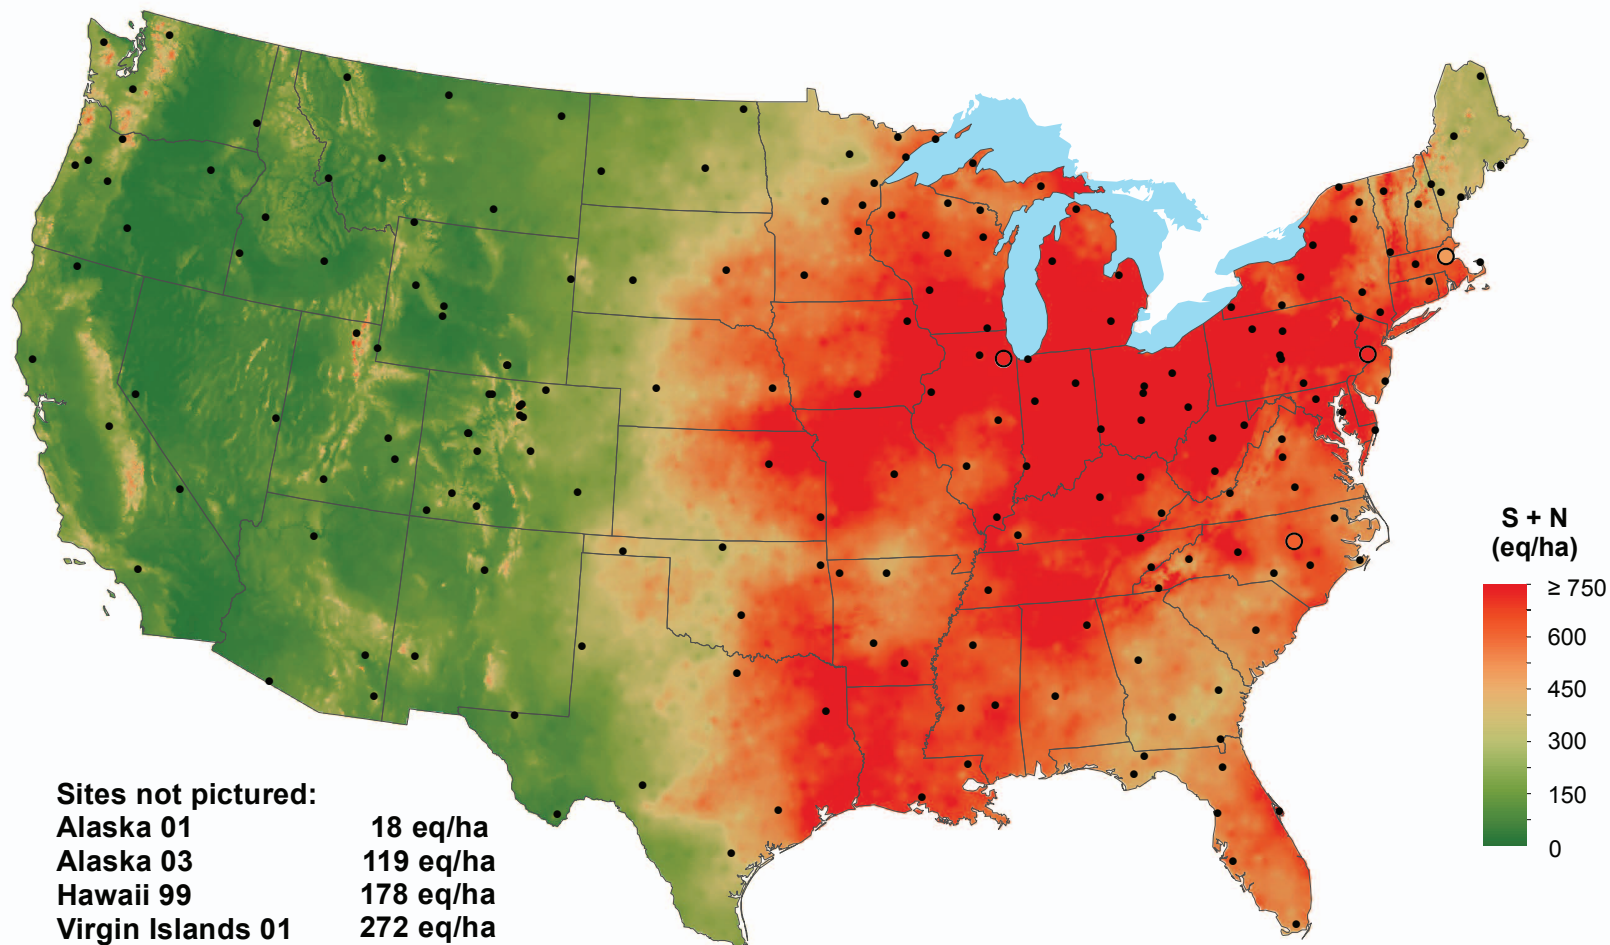 S + N
(eq/ha)
≥ 750
600
450
300
150
0
Sites not pictured:
Alaska 01 18 eq/ha
Alaska 03 119 eq/ha
Hawaii 99 178 eq/ha
Virgin Islands 01 272 eq/ha